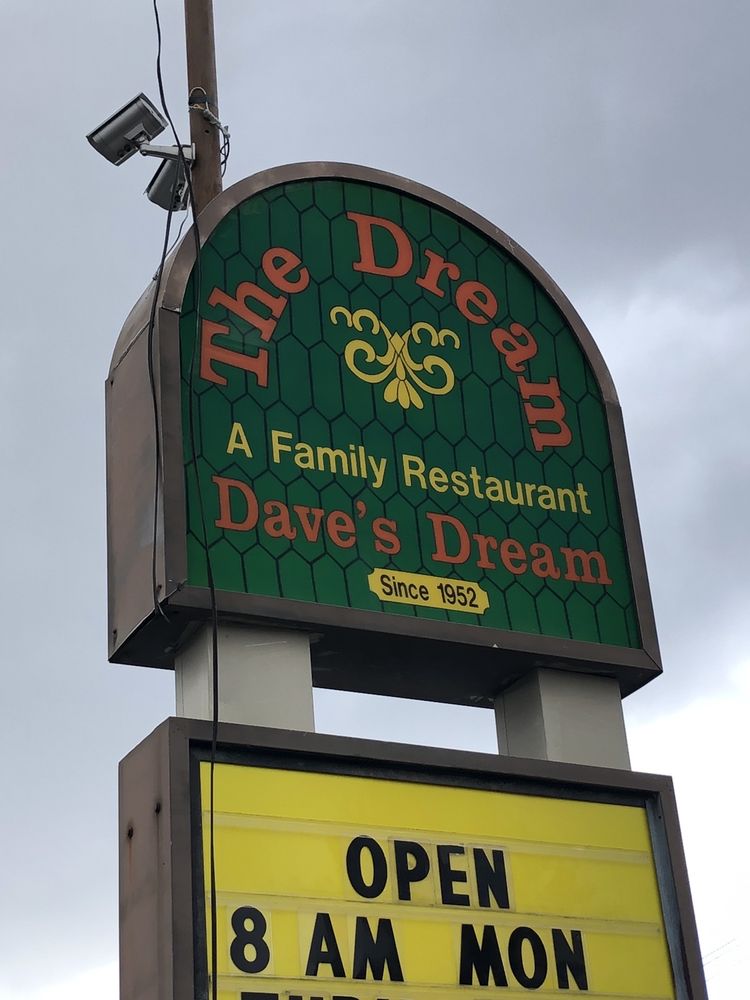 The Dream
A Family Restaurant
Dave's Dream
Since 1952
OPEN
8 AM MON